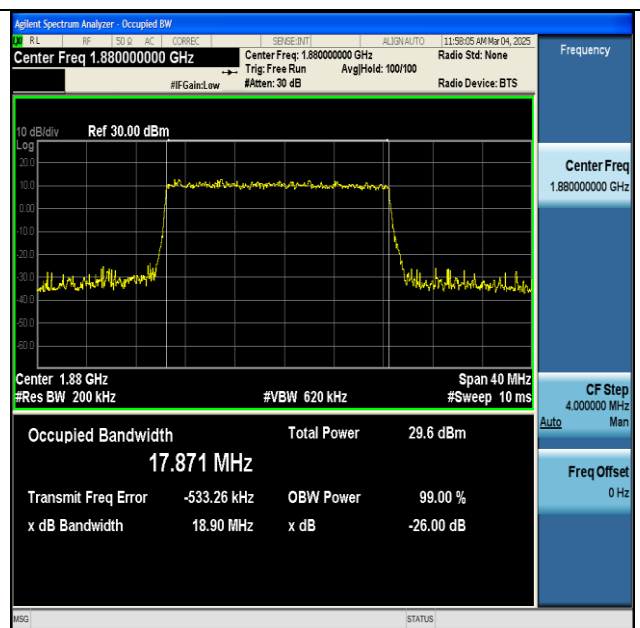 Agilent Spectrum Analyzer - Occupied BW
RL RF 50 Ω AC CORREC SENSE:INT ALIGN AUTO 11:58:05 AM Mar 04, 2025
Center Freq 1.880000000 GHz Center Freq: 1.880000000 GHz Radio Std: None Frequency
Trig: Free Run Avg|Hold: 100/100
#IFGain:Low #Atten: 30 dB Radio Device: BTS
10 dB/div Ref 30.00 dBm
Log
20.0
10.0
0.00
-10.0
-20.0
-30.0
-40.0
-50.0
-60.0
Center 1.88 GHz Span 40 MHz
#Res BW 200 kHz #VBW 620 kHz #Sweep 10 ms
Occupied Bandwidth Total Power 29.6 dBm
17.871 MHz
Transmit Freq Error -533.26 kHz OBW Power 99.00 %
x dB Bandwidth 18.90 MHz x dB -26.00 dB
Center Freq
1.880000000 GHz
CF Step
4.000000 MHz
Auto Man
Freq Offset
0 Hz
MSG STATUS